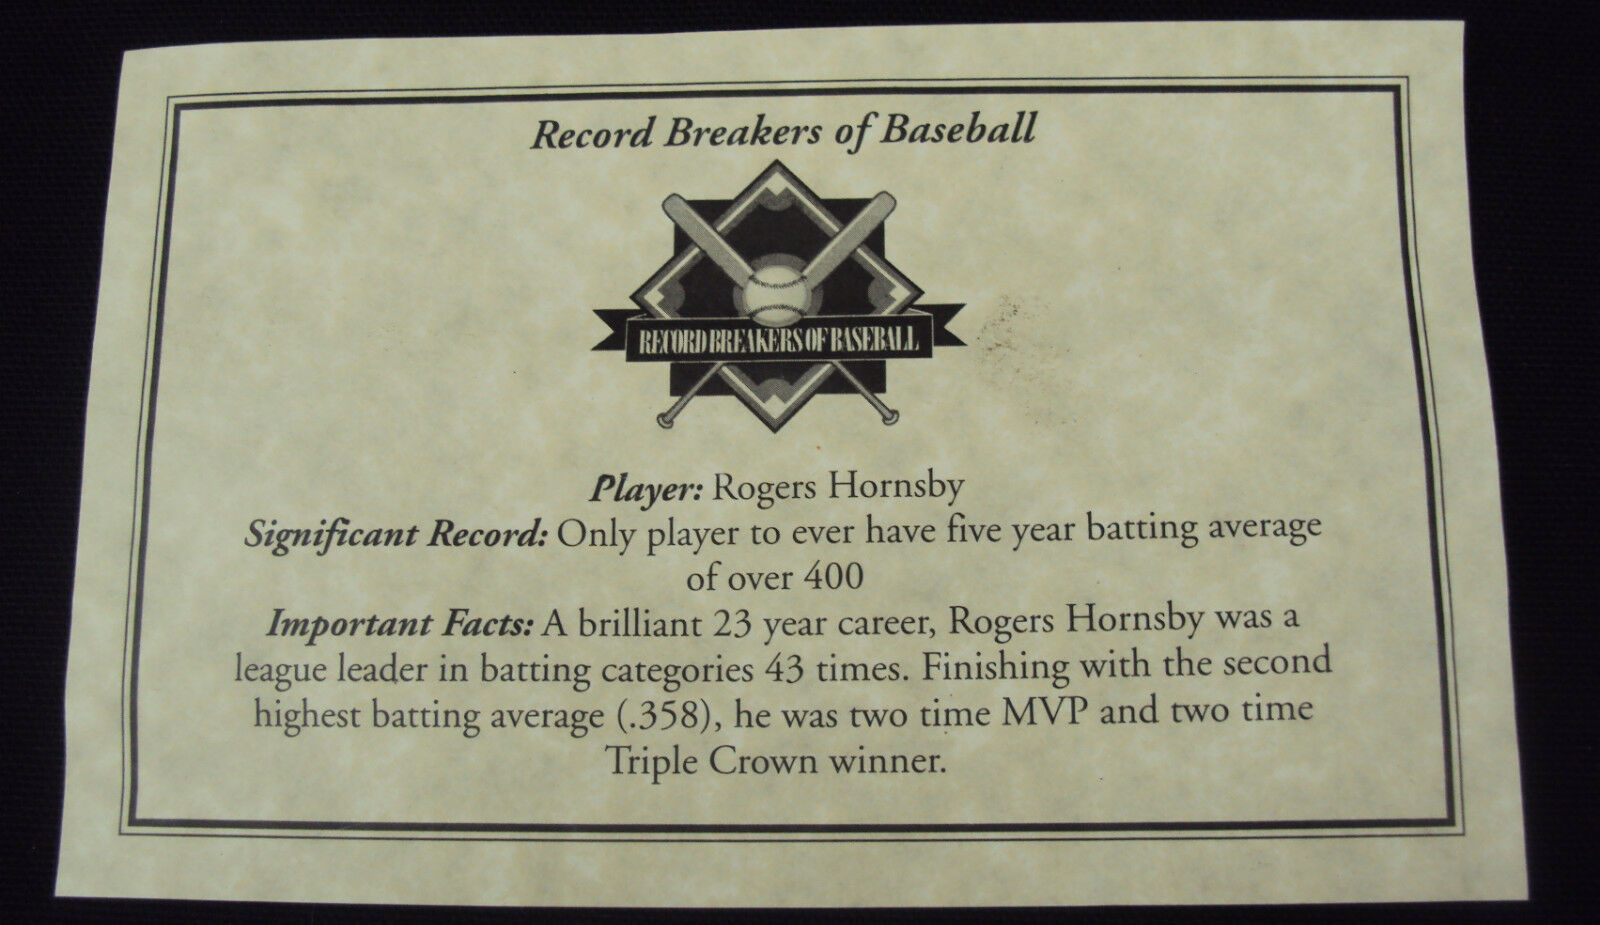 Record Breakers of Baseball
RECORD BREAKERS OF BASEBALL
Player: Rogers Hornsby
Significant Record: Only player to ever have five year batting average
of over 400
Important Facts: A brilliant 23 year career, Rogers Hornsby was a
league leader in batting categories 43 times. Finishing with the second
highest batting average (.358), he was two time MVP and two time
Triple Crown winner.